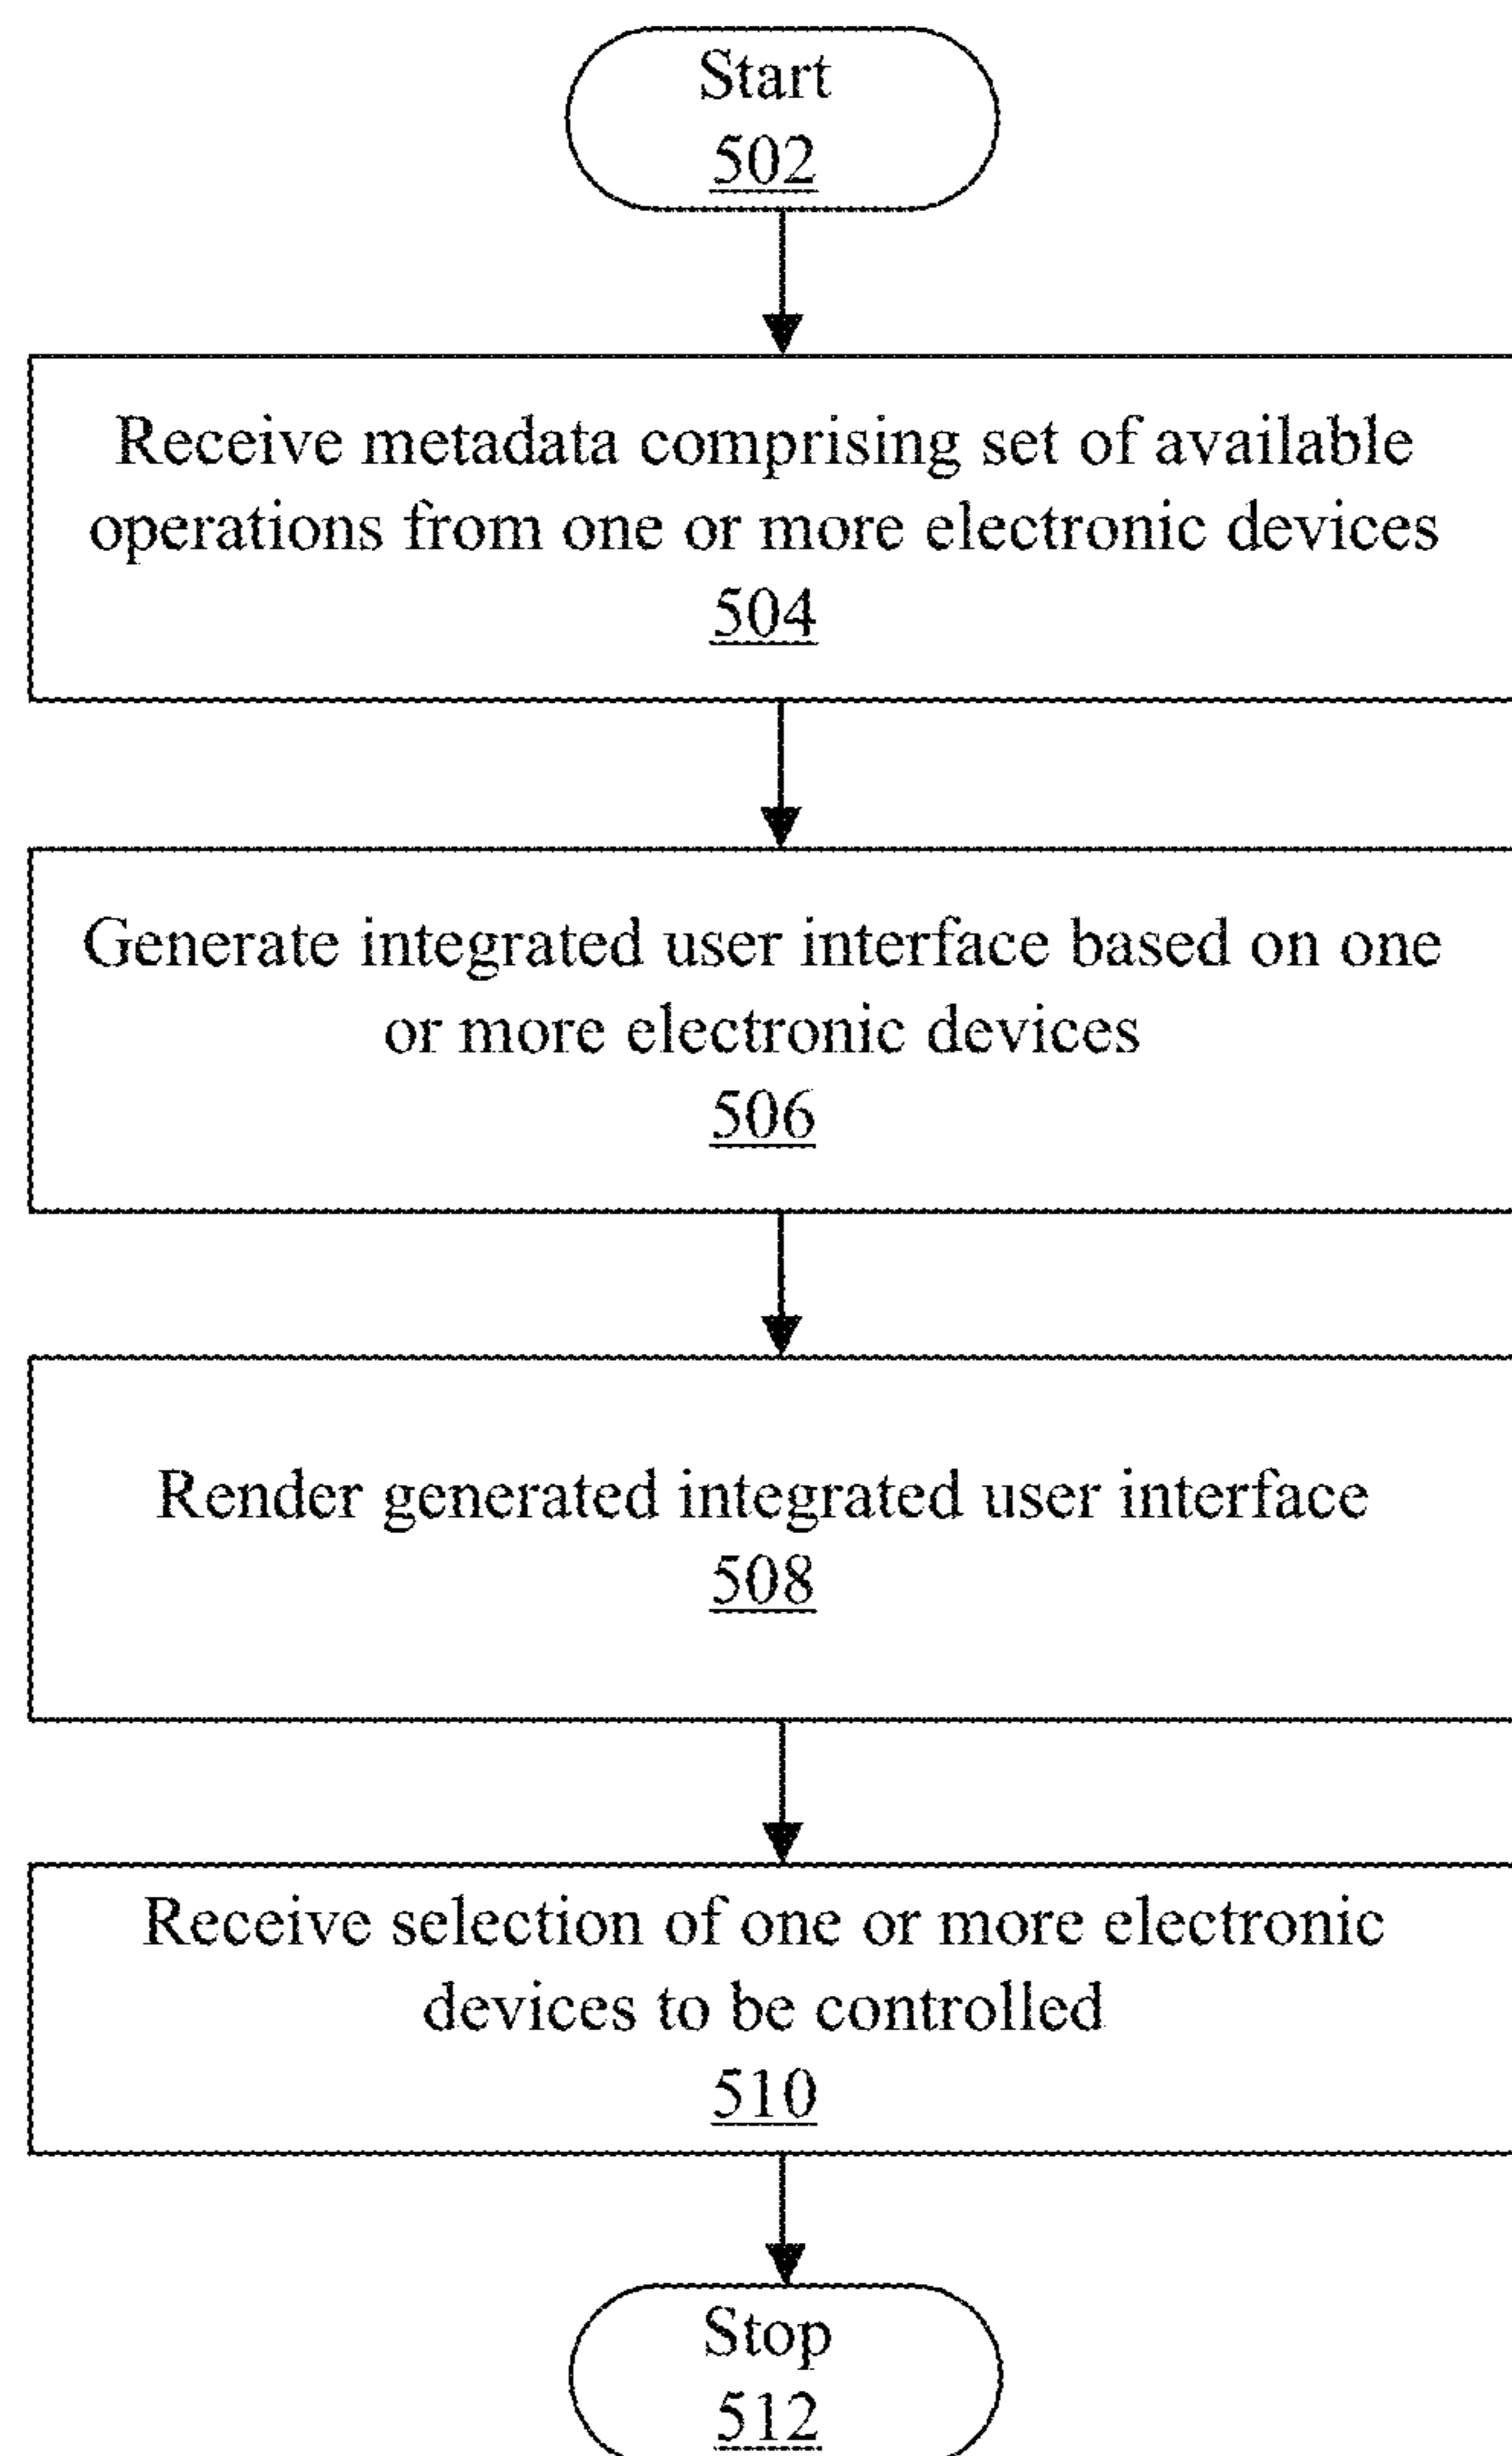 Start
502
Receive metadata comprising set of available
operations from one or more electronic devices
504
Generate integrated user interface based on one
or more electronic devices
506
Render generated integrated user interface
508
Receive selection of one or more electronic
devices to be controlled
510
Stop
512